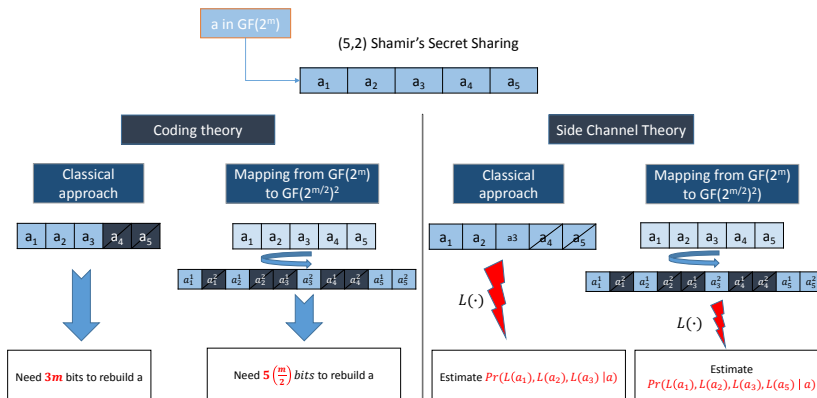 a in GF(2ᵐ)
(5,2) Shamir's Secret Sharing
a₁ a₂ a₃ a₄ a₅
Coding theory
Side Channel Theory
Classical approach
Mapping from GF(2ᵐ) to GF(2ᵐ/²)²
Classical approach
Mapping from GF(2ᵐ) to GF(2ᵐ/²)²)
a₁ a₂ a₃ a₄ a₅
a₁ a₂ a₃ a₄ a₅
a₁ a₂ a3 a₄ a₅
a₁ a₂ a₃ a₄ a₅
a₁¹ a₁² a₂¹ a₂² a₃¹ a₃² a₄¹ a₄² a₅¹ a₅²
a₁¹ a₁² a₂¹ a₂² a₃¹ a₃² a₄¹ a₄² a₅¹ a₅²
L(·)
L(·)
Need 3m bits to rebuild a
Need 5 (m/2) bits to rebuild a
Estimate Pr(L(a₁), L(a₂), L(a₃) |a)
Estimate
Pr(L(a₁), L(a₂), L(a₃), L(a₅) | a)